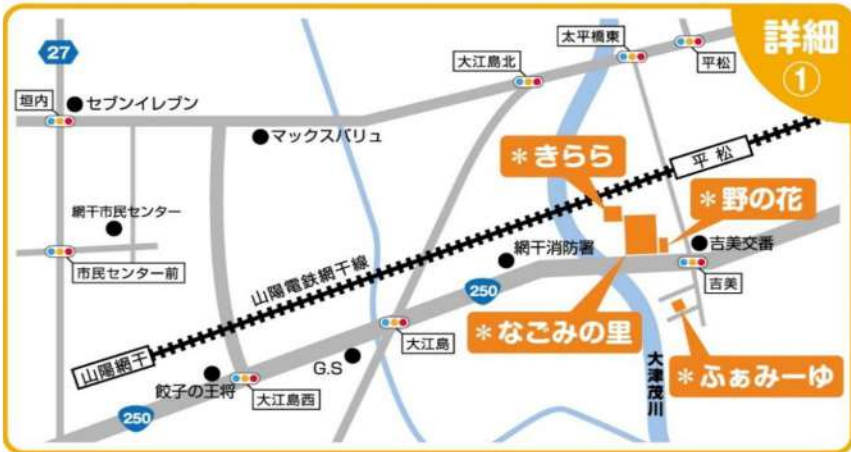 詳細
①
27
太平橋東
平松
大江島北
垣内
セブンイレブン
マックスバリュ
平松
＊きらら
＊野の花
網干市民センター
網干消防署
吉美交番
市民センター前
山陽電鉄網干線
250
吉美
＊なごみの里
大江島
山陽網干
G.S
＊ふぁみーゆ
餃子の王将
大江島西
大津茂川
250